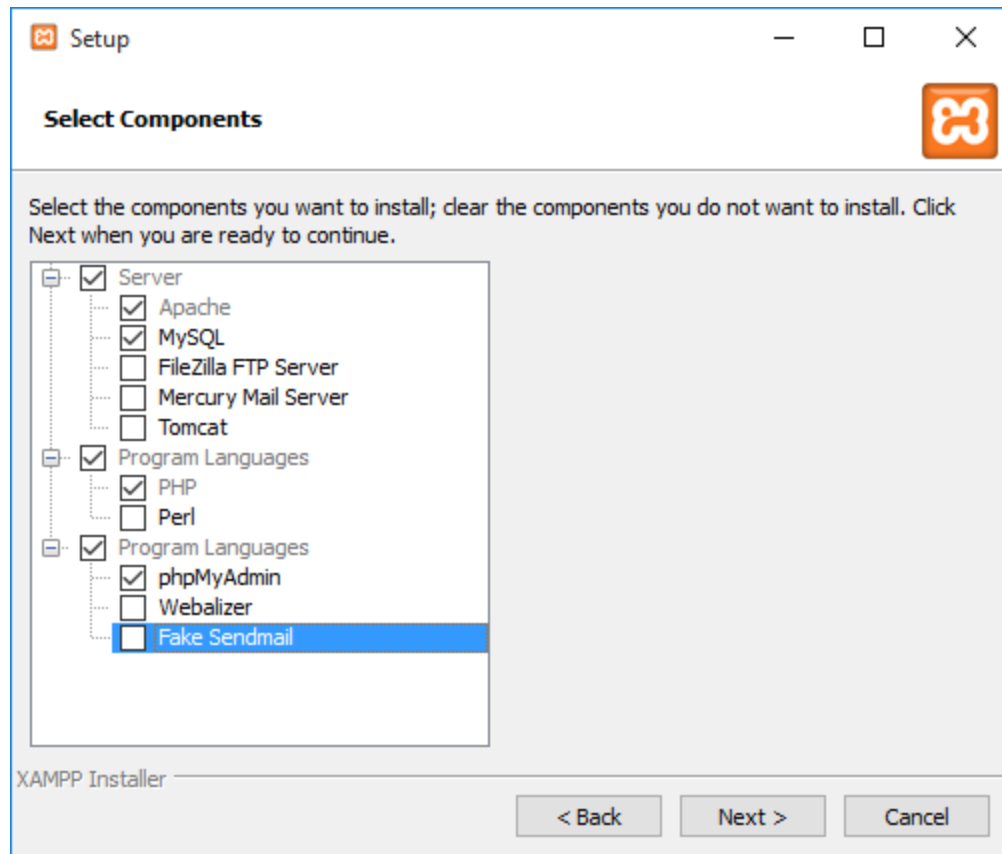 Setup
Select Components
Select the components you want to install; clear the components you do not want to install. Click
Next when you are ready to continue.
Server
Apache
MySQL
FileZilla FTP Server
Mercury Mail Server
Tomcat
Program Languages
PHP
Perl
Program Languages
phpMyAdmin
Webalizer
Fake Sendmail
XAMPP Installer
< Back
Next >
Cancel